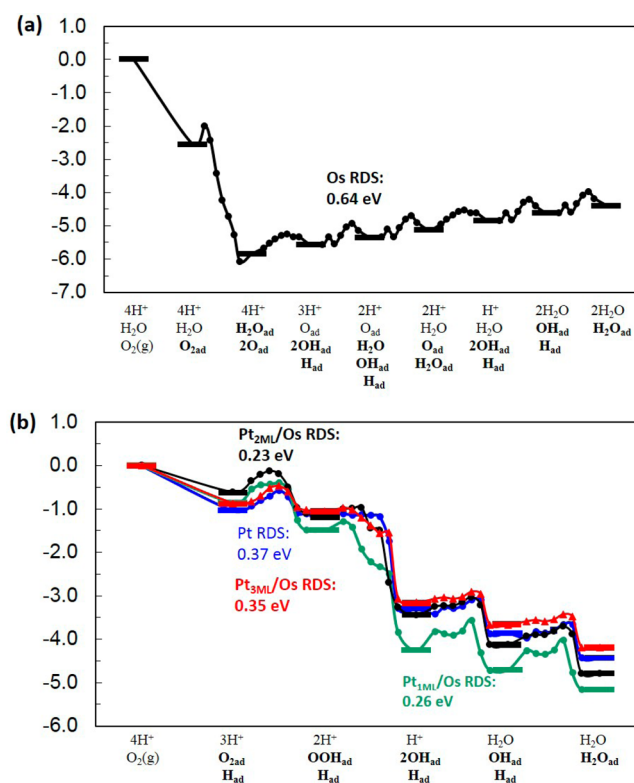 (a)
1.0
0.0
-1.0
-2.0
-3.0
-4.0
-5.0
-6.0
-7.0
Os RDS:
0.64 eV
4H⁺ 4H⁺ 4H⁺ 3H⁺ 2H⁺ 2H⁺ H⁺ 2H₂O 2H₂O
H₂O H₂O H₂Oad Oad Oad H₂O H₂O OHad H₂Oad
O₂(g) O₂ad 2Oad 2OHad H₂O Oad 2OHad Had
Had OHad H₂Oad Had
Had
(b)
1.0
0.0
-1.0
-2.0
-3.0
-4.0
-5.0
-6.0
Pt2ML/Os RDS:
0.23 eV
Pt RDS:
0.37 eV
Pt3ML/Os RDS:
0.35 eV
Pt1ML/Os RDS:
0.26 eV
4H⁺ 3H⁺ 2H⁺ H⁺ H₂O H₂O
O₂(g) O₂ad OOHad 2OHad OHad H₂Oad
Had Had Had Had